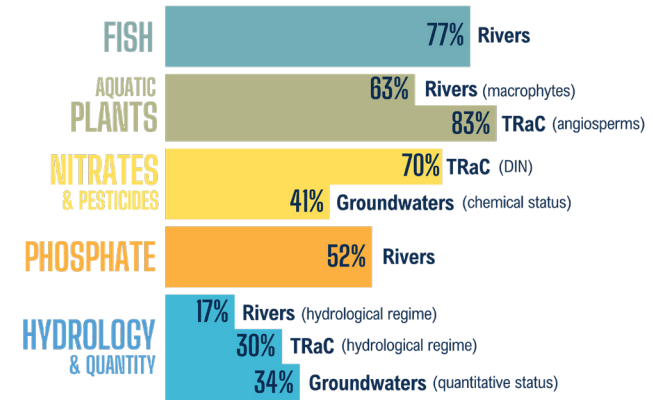 FISH
77% Rivers
AQUATIC
PLANTS
63% Rivers (macrophytes)
83% TRaC (angiosperms)
NITRATES
& PESTICIDES
70% TRaC (DIN)
41% Groundwaters (chemical status)
PHOSPHATE
52% Rivers
HYDROLOGY
& QUANTITY
17% Rivers (hydrological regime)
30% TRaC (hydrological regime)
34% Groundwaters (quantitative status)